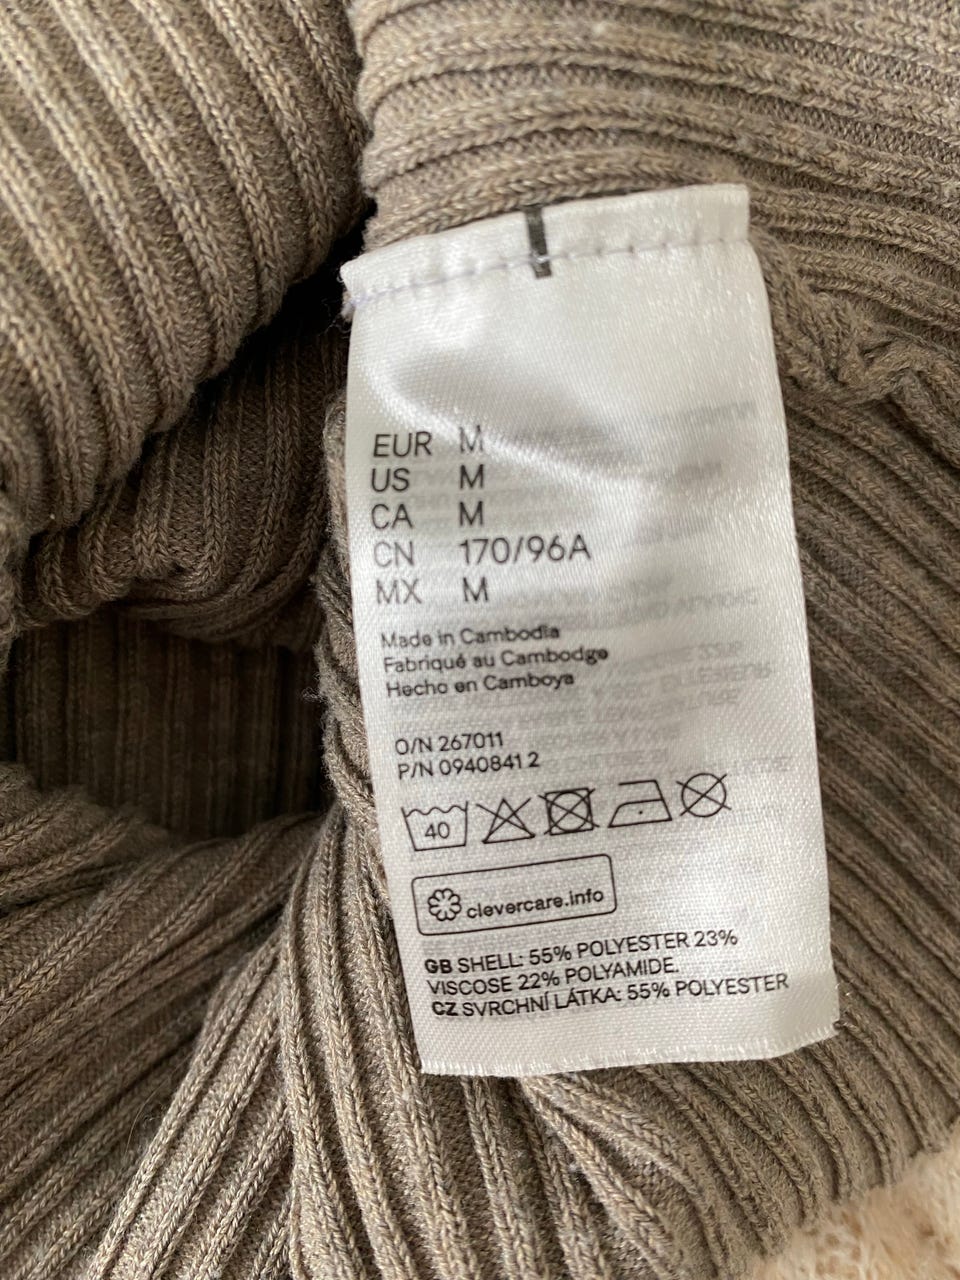 EUR M
US M
CA M
CN 170/96A
MX M
Made in Cambodia
Fabriqué au Cambodge
Hecho en Camboya
O/N 267011
P/N 0940841 2
40
clevercare.info
GB SHELL: 55% POLYESTER 23%
VISCOSE 22% POLYAMIDE.
CZ SVRCHNÍ LÁTKA: 55% POLYESTER